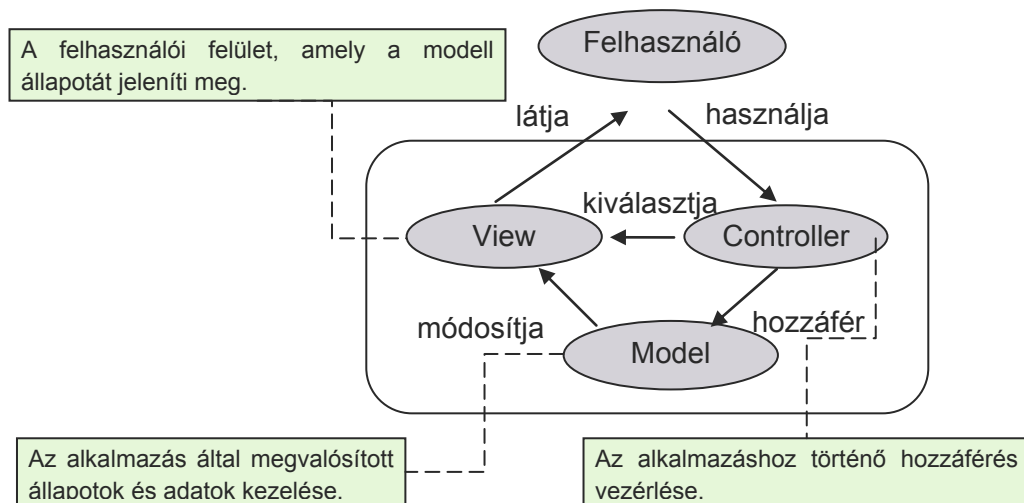 A felhasználói felület, amely a modell
állapotát jeleníti meg.
Felhasználó
látja
használja
kiválasztja
View
Controller
módosítja
hozzáfér
Model
Az alkalmazás által megvalósított
állapotok és adatok kezelése.
Az alkalmazáshoz történő hozzáférés
vezérlése.